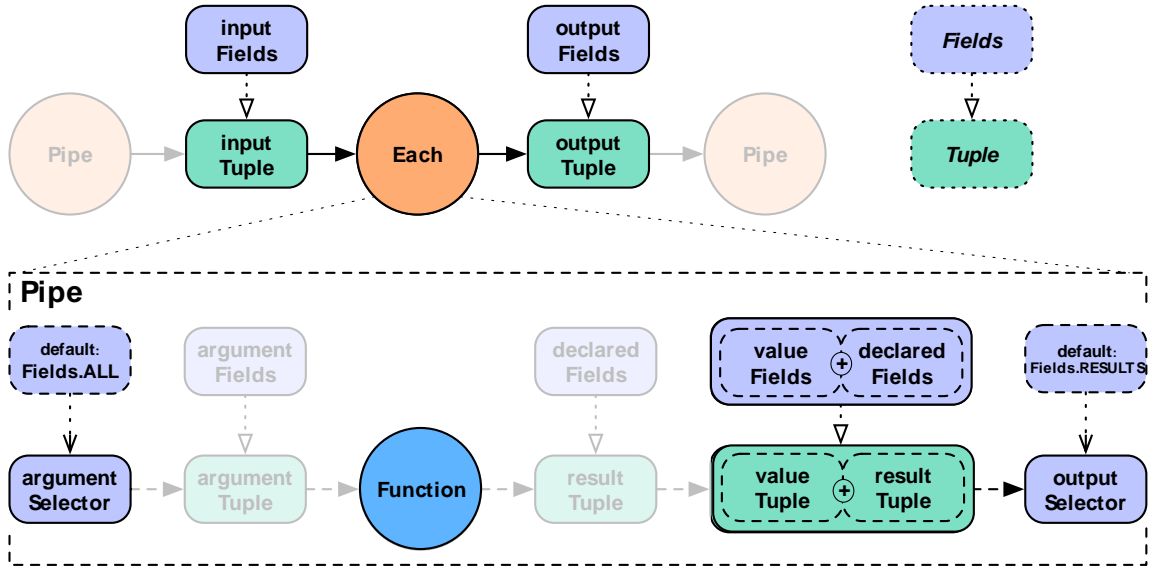 input
Fields
output
Fields
Fields
Pipe
input
Tuple
Each
output
Tuple
Pipe
Tuple
Pipe
default:
Fields.ALL
argument
Fields
declared
Fields
value
Fields
+
declared
Fields
default:
Fields.RESULTS
argument
Selector
argument
Tuple
Function
result
Tuple
value
Tuple
+
result
Tuple
output
Selector